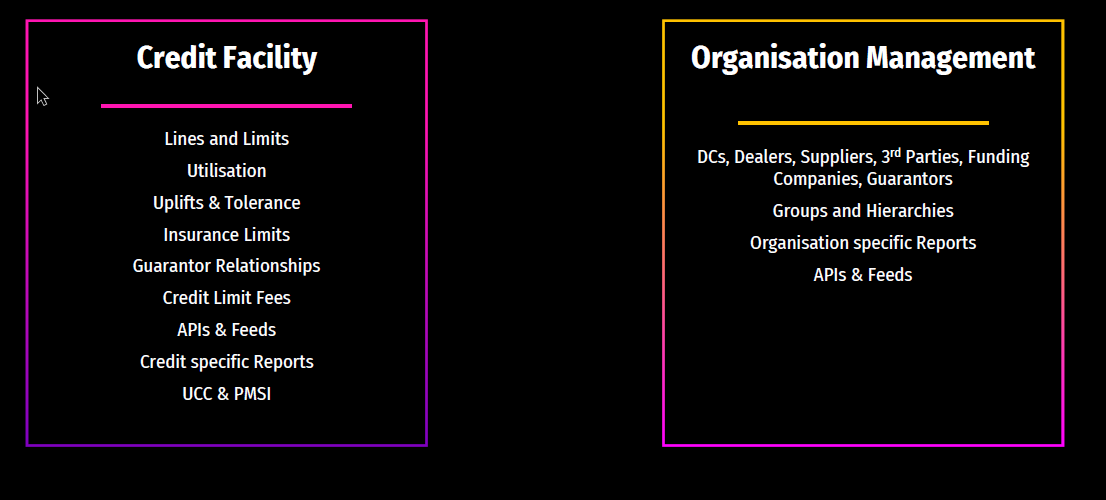 Credit Facility
Lines and Limits
Utilisation
Uplifts & Tolerance
Insurance Limits
Guarantor Relationships
Credit Limit Fees
APIs & Feeds
Credit specific Reports
UCC & PMSI
Organisation Management
DCs, Dealers, Suppliers, 3rd Parties, Funding
Companies, Guarantors
Groups and Hierarchies
Organisation specific Reports
APIs & Feeds